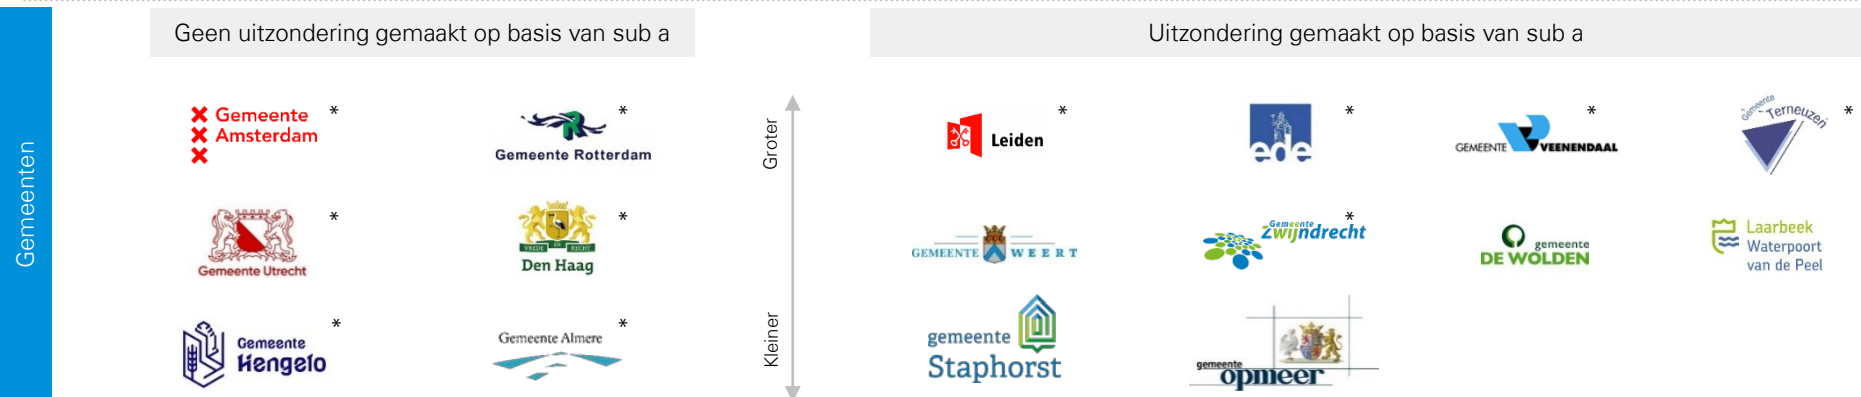 Geen uitzondering gemaakt op basis van sub a
Uitzondering gemaakt op basis van sub a
Gemeenten
Gemeente *
Amsterdam
*
Gemeente Rotterdam
*
Gemeente Utrecht
*
VREDE EN RECHT
Den Haag
*
Gemeente
Hengelo
*
Gemeente Almere
Groter
Kleiner
*
Leiden
*
ede
*
GEMEENTE VEENENDAAL
*
Gemeente
Terneuzen
GEMEENTE WEERT
*
Gemeente
Zwijndrecht
gemeente
DE WOLDEN
Laarbeek
Waterpoort
van de Peel
gemeente
Staphorst
gemeente
opmeer